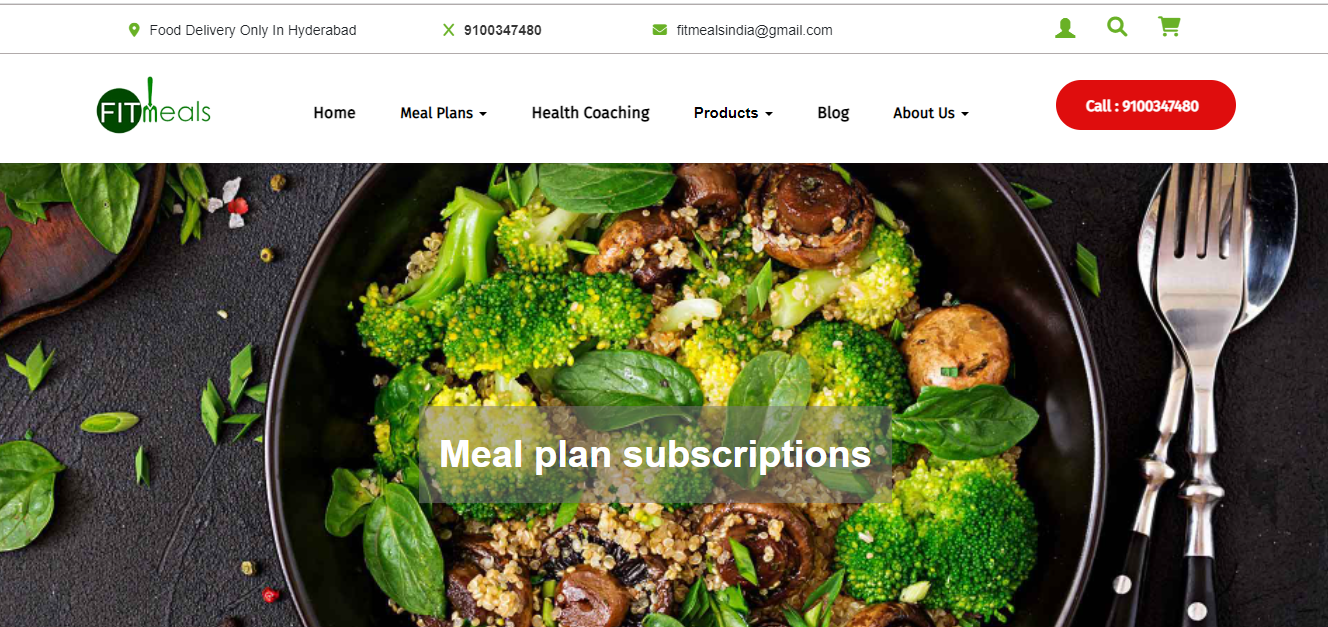 Food Delivery Only In Hyderabad
9100347480
fitmealsindia@gmail.com
FITmeals
Home
Meal Plans
Health Coaching
Products
Blog
About Us
Call : 9100347480
Meal plan subscriptions